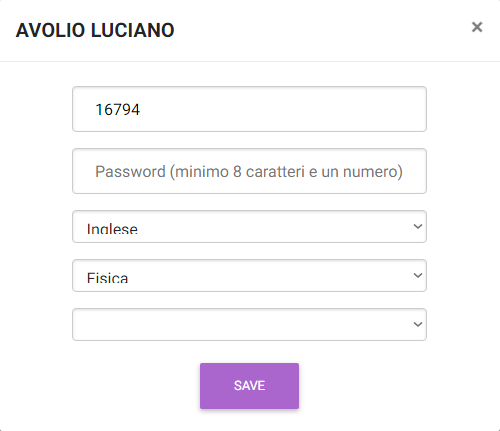 AVOLIO LUCIANO
×
16794
Password (minimo 8 caratteri e un numero)
Inglese
Fisica
SAVE